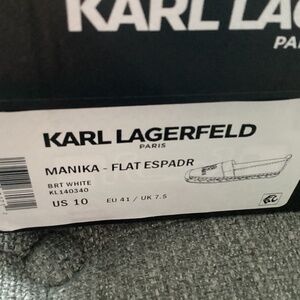 KARL LA
PA
KARL LAGERFELD
PARIS
MANIKA - FLAT ESPADR
BRT WHITE
KL140340
US 10 EU 41 / UK 7.5